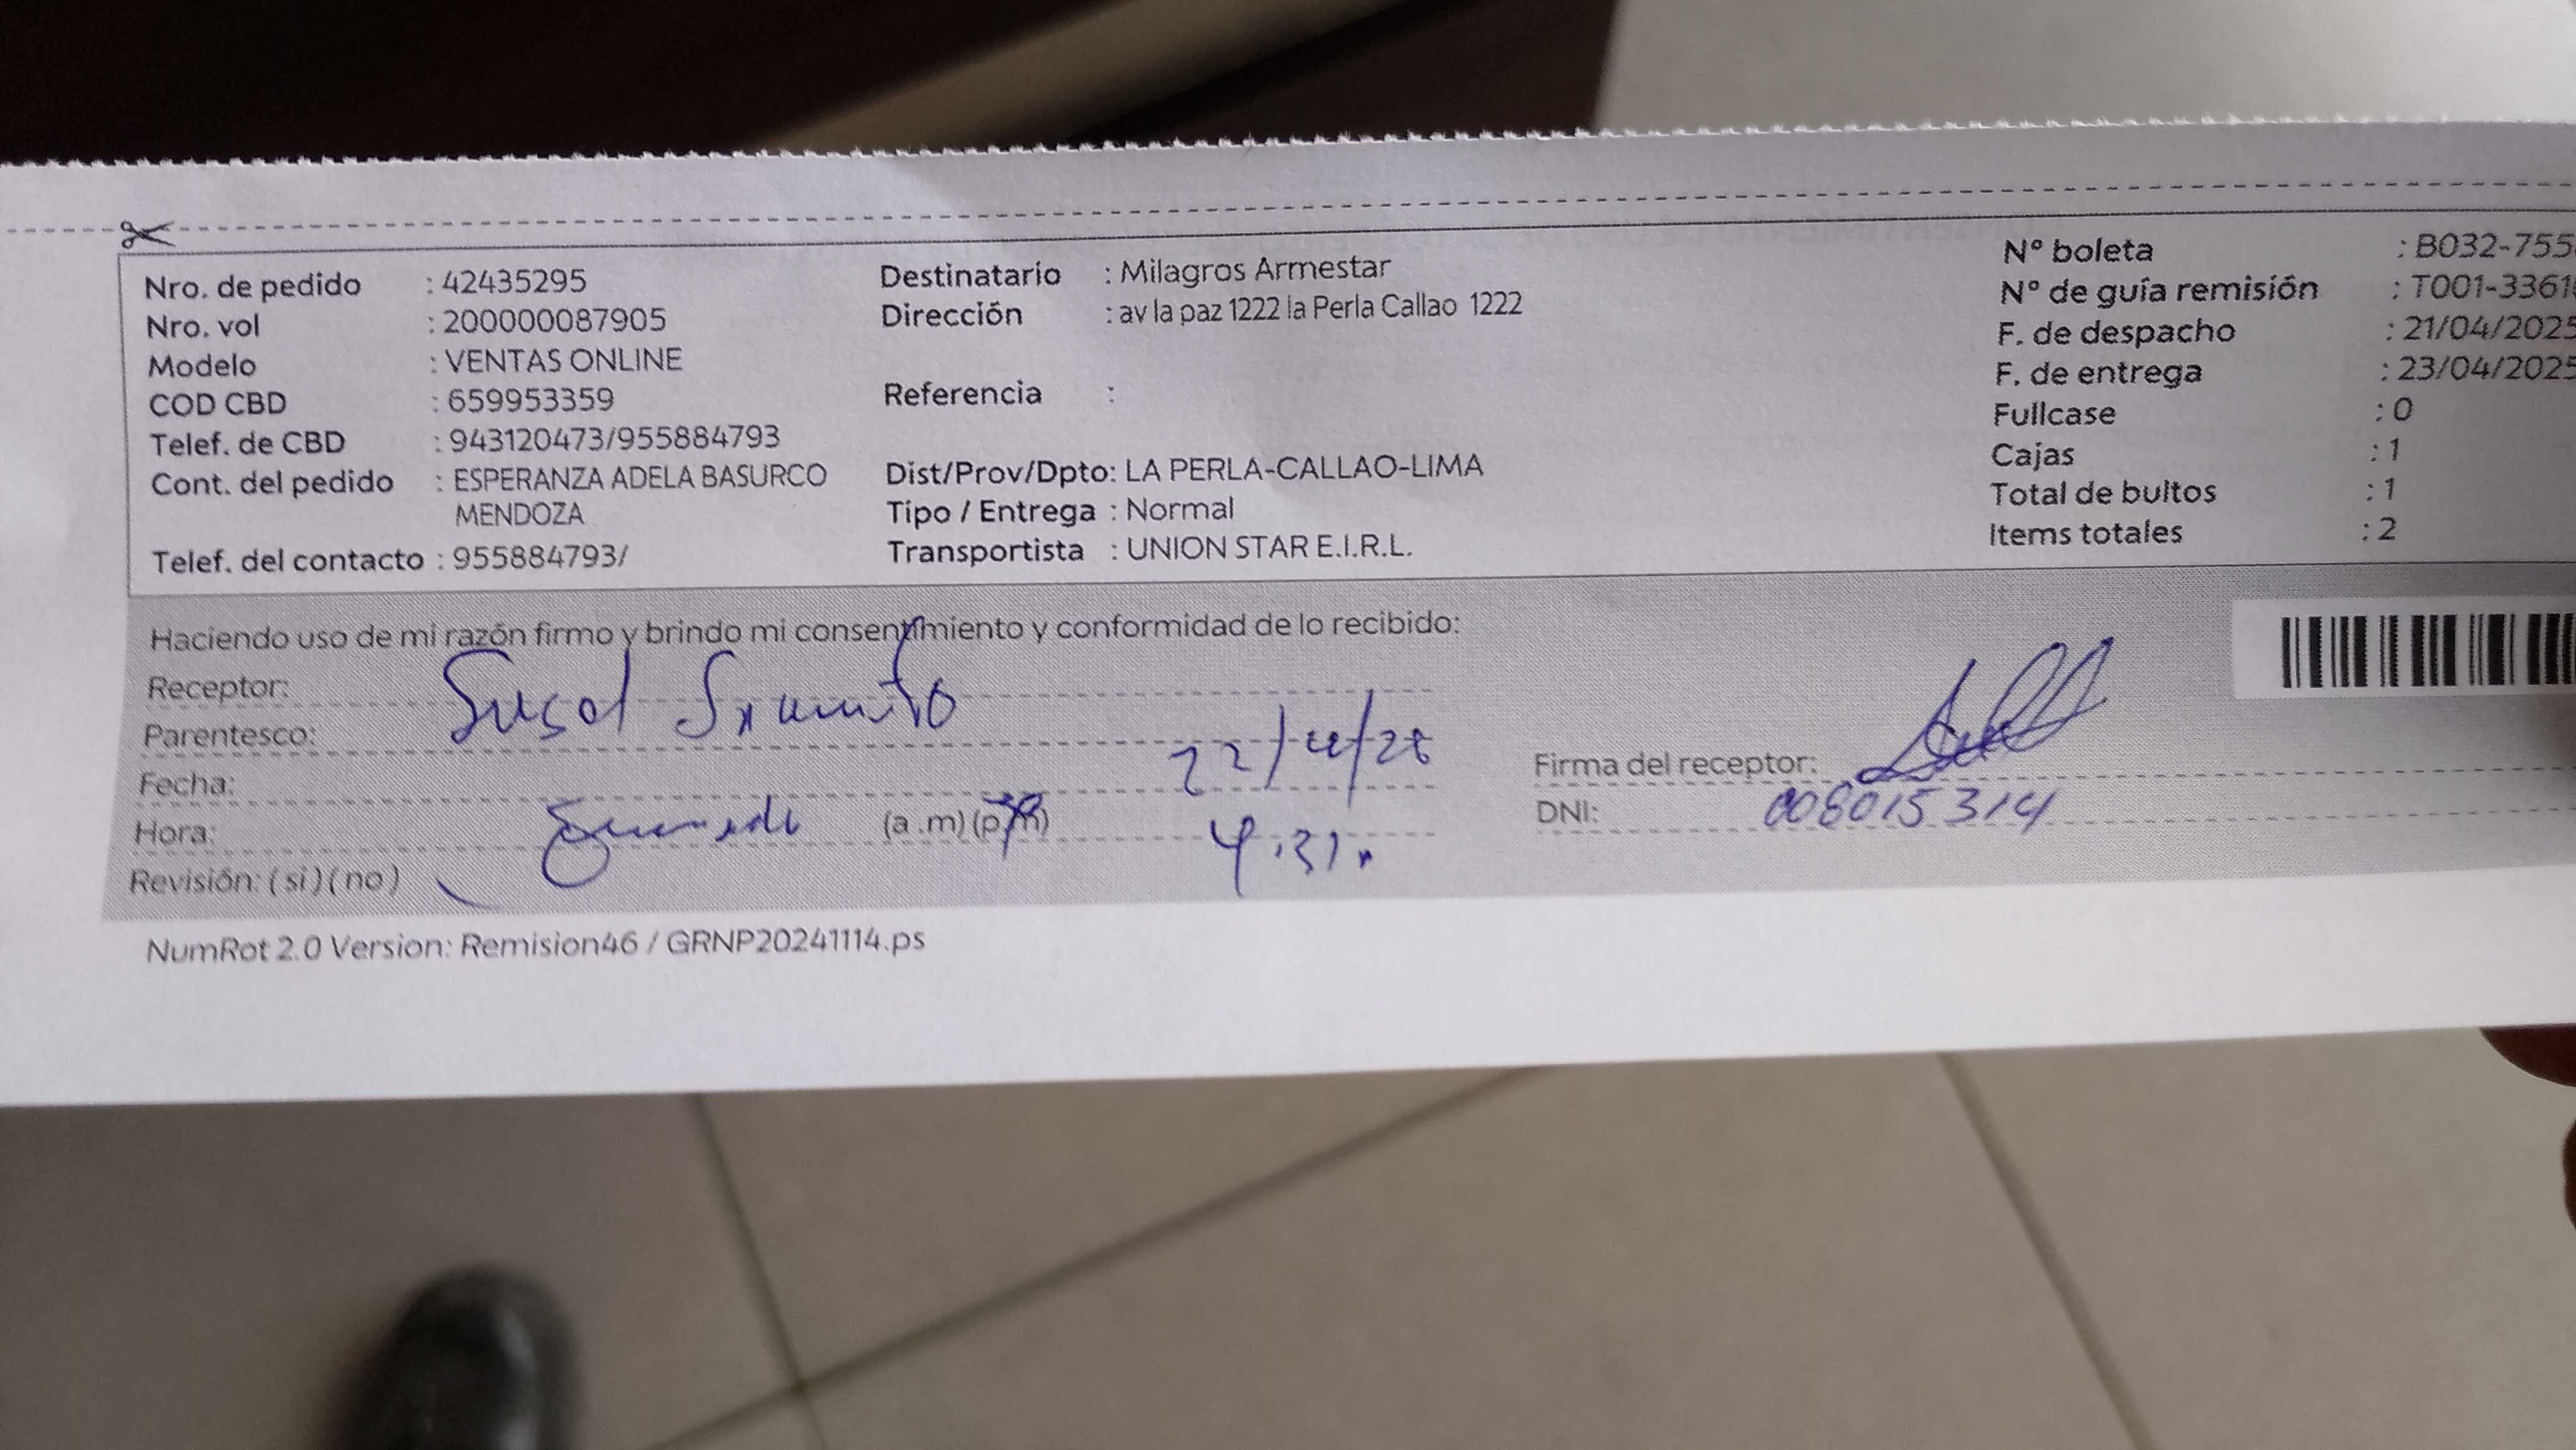 Nro. de pedido : 42435295
Nro. vol : 200000087905
Modelo : VENTAS ONLINE
COD CBD : 659953359
Telef. de CBD : 943120473/955884793
Cont. del pedido : ESPERANZA ADELA BASURCO
MENDOZA
Telef. del contacto : 955884793/
Destinatario : Milagros Armestar
Dirección : av la paz 1222 la Perla Callao 1222
Referencia :
Dist/Prov/Dpto: LA PERLA-CALLAO-LIMA
Tipo / Entrega : Normal
Transportista : UNION STAR E.I.R.L.
Nº boleta : B032-755
Nº de guía remisión : T001-3361
F. de despacho : 21/04/2025
F. de entrega : 23/04/2025
Fullcase : 0
Cajas : 1
Total de bultos : 1
Items totales : 2
Haciendo uso de mi razón firmo y brindo mi consentimiento y conformidad de lo recibido:
Receptor:
Parentesco:
Fecha:
Hora: (a.m) (p.m) 4:31
Revisión: (si) (no)
Firma del receptor:
DNI: 008015314
NumRot 2.0 Version: Remision46 / GRNP20241114.ps